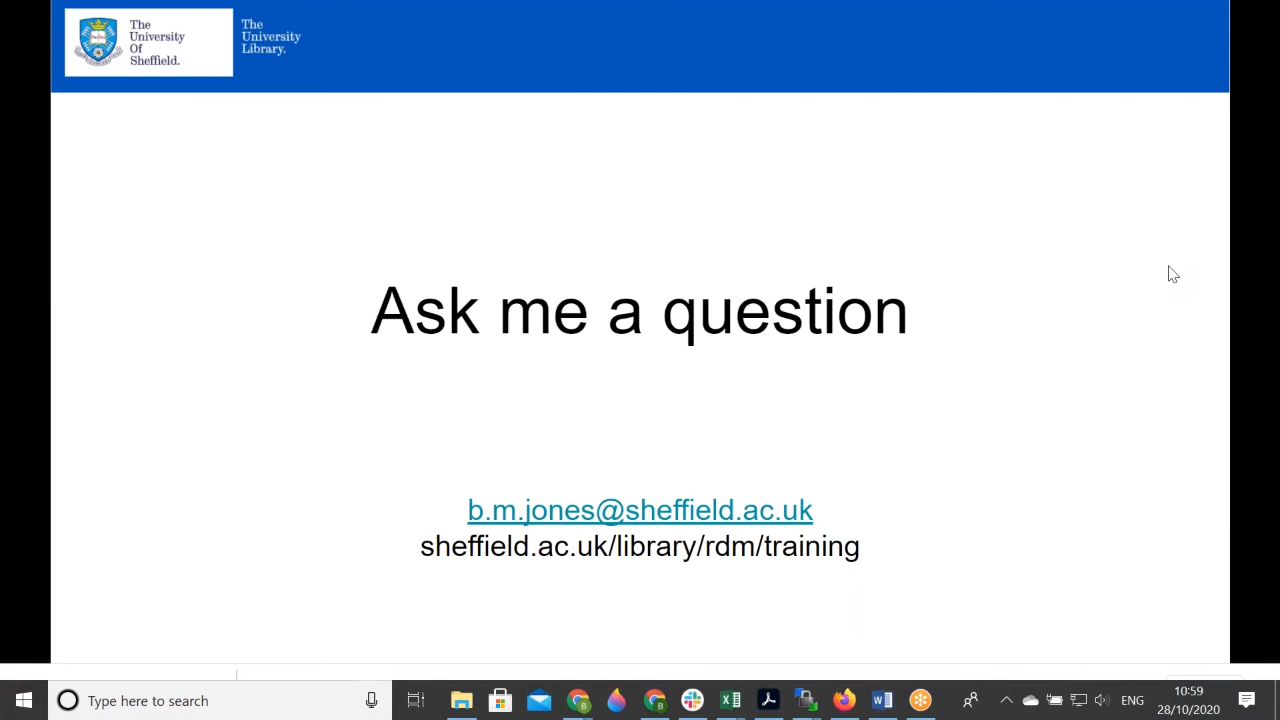 The
University
Of
Sheffield.
The
University
Library.
Ask me a question
b.m.jones@sheffield.ac.uk
sheffield.ac.uk/library/rdm/training
Type here to search
ENG
10:59
28/10/2020